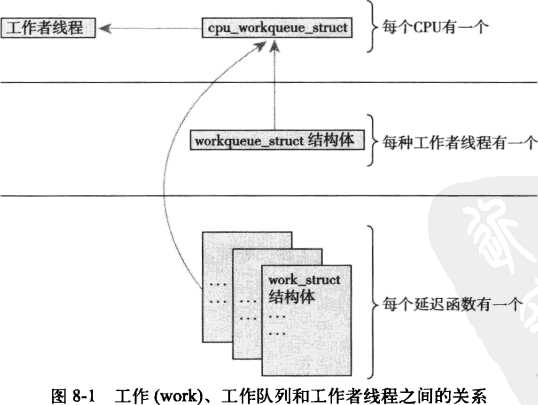 工作者线程
cpu_workqueue_struct
每个CPU有一个
workqueue_struct 结构体
每种工作者线程有一个
work_struct
结构体
...
...
...
...
...
...
每个延迟函数有一个
图 8-1 工作 (work)、工作队列和工作者线程之间的关系